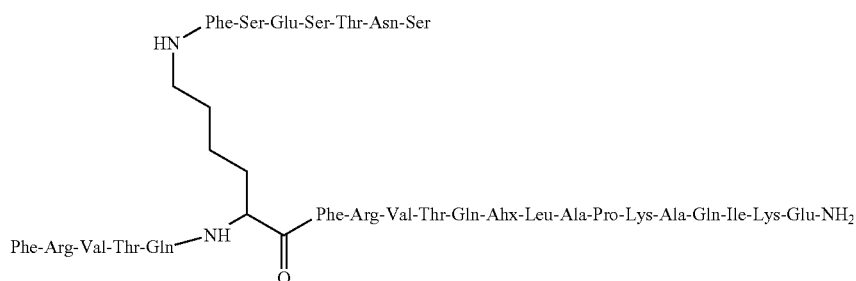 Phe-Ser-Glu-Ser-Thr-Asn-Ser
HN
Phe-Arg-Val-Thr-Gln-Ahx-Leu-Ala-Pro-Lys-Ala-Gln-Ile-Lys-Glu-NH2
NH
Phe-Arg-Val-Thr-Gln
O